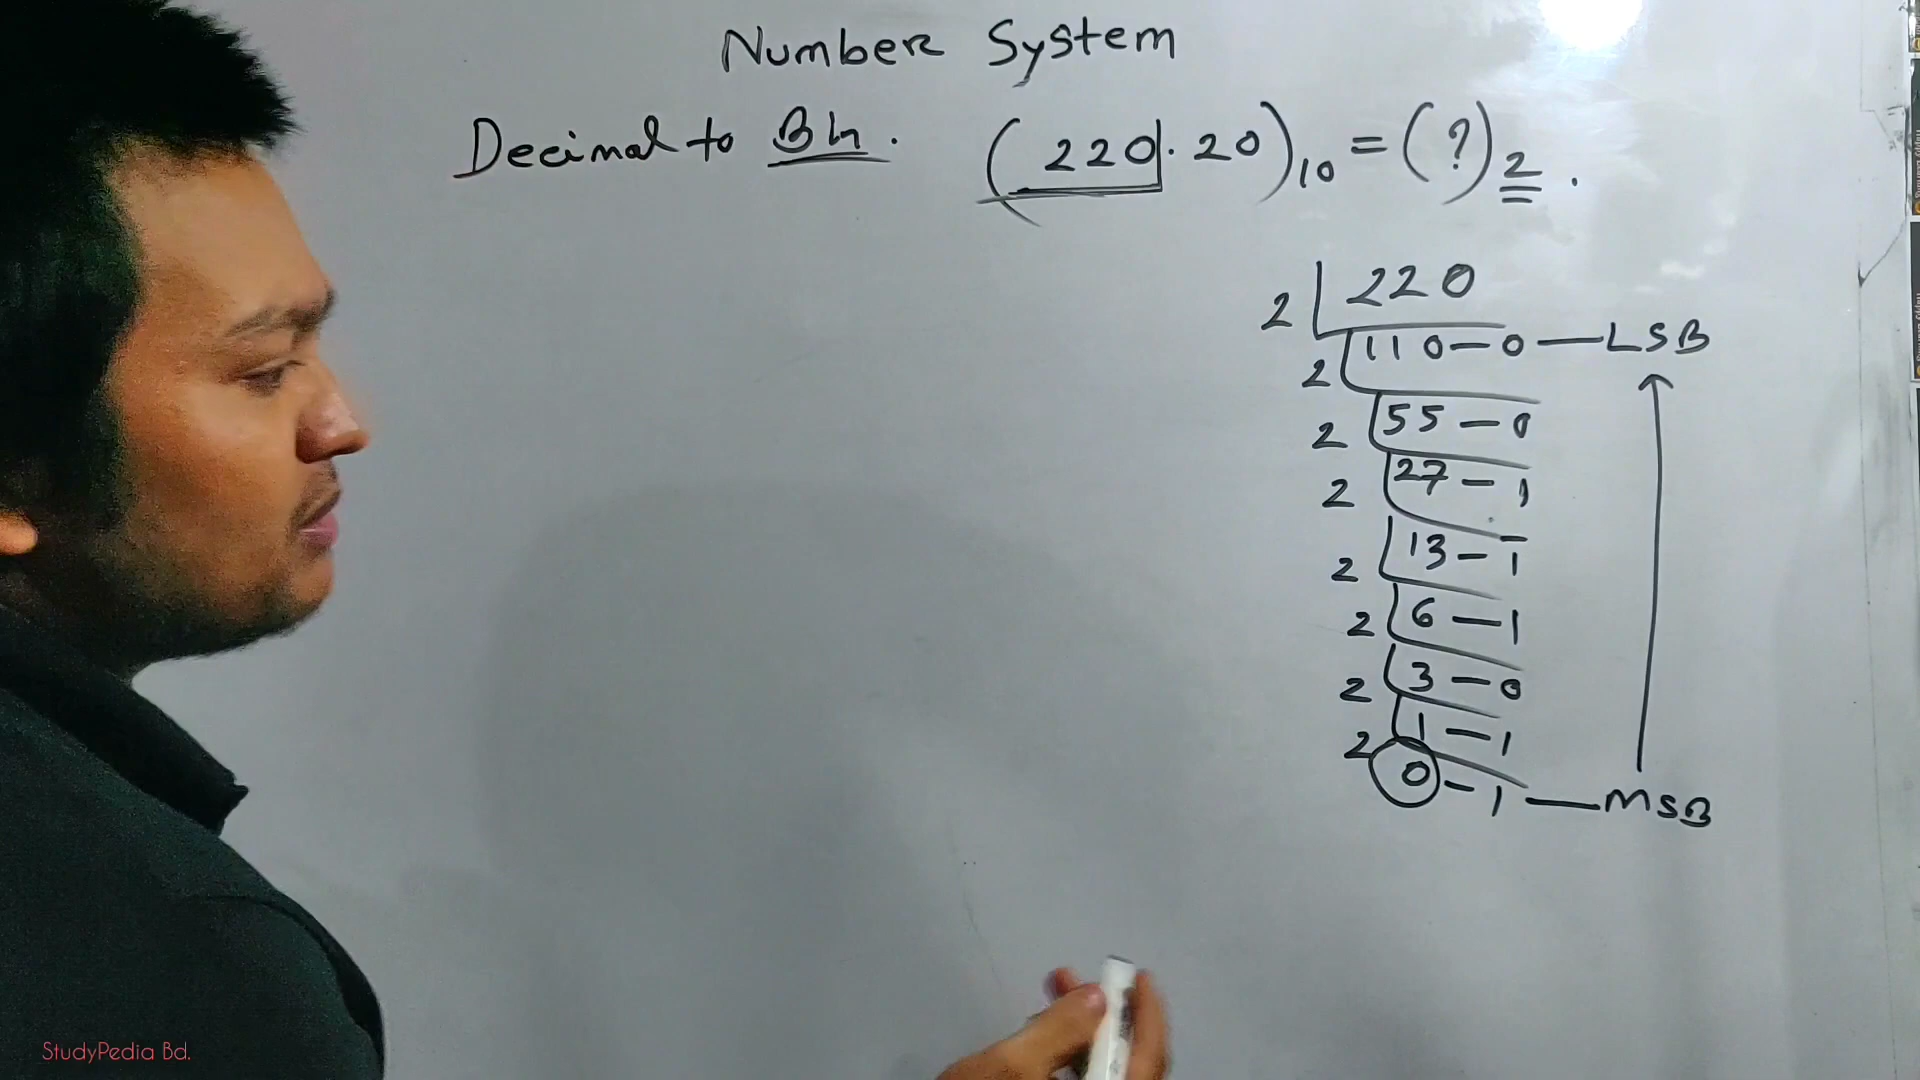 Number System
Decimal to Bin. (220.20)10 = (?)2.
2 | 220
2 | 110 — 0 — LSB
2 | 55 — 0
2 | 27 — 1
2 | 13 — 1
2 | 6 — 1
2 | 3 — 0
2 | 1 — 1
0 — 1 — MSB
StudyPedia Bd.